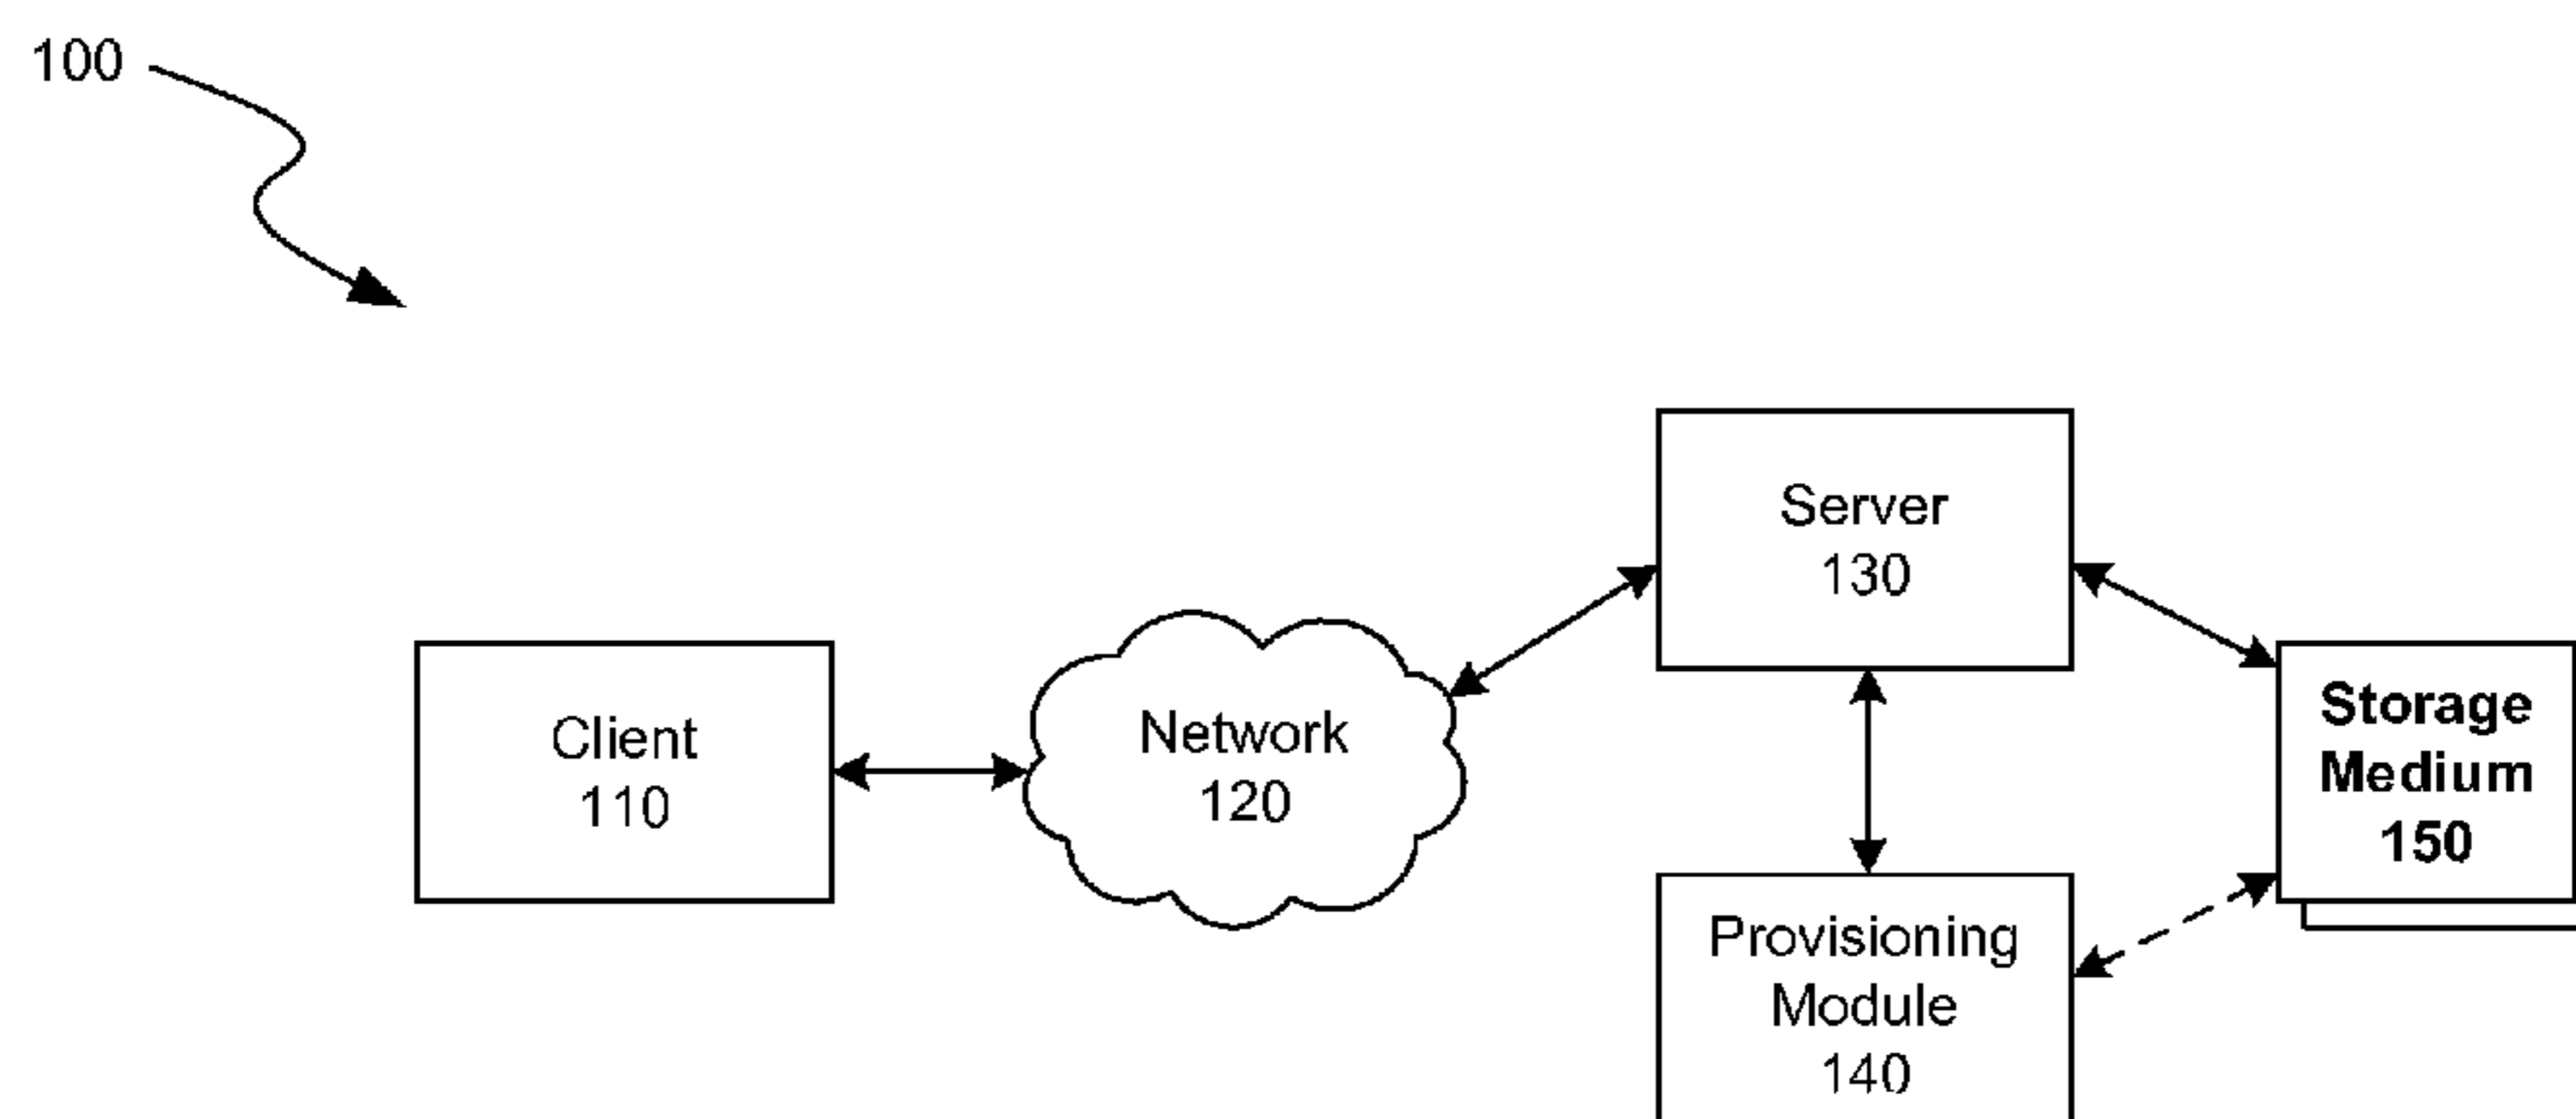 100
Server
130
Client
110
Network
120
Storage
Medium
150
Provisioning
Module
140